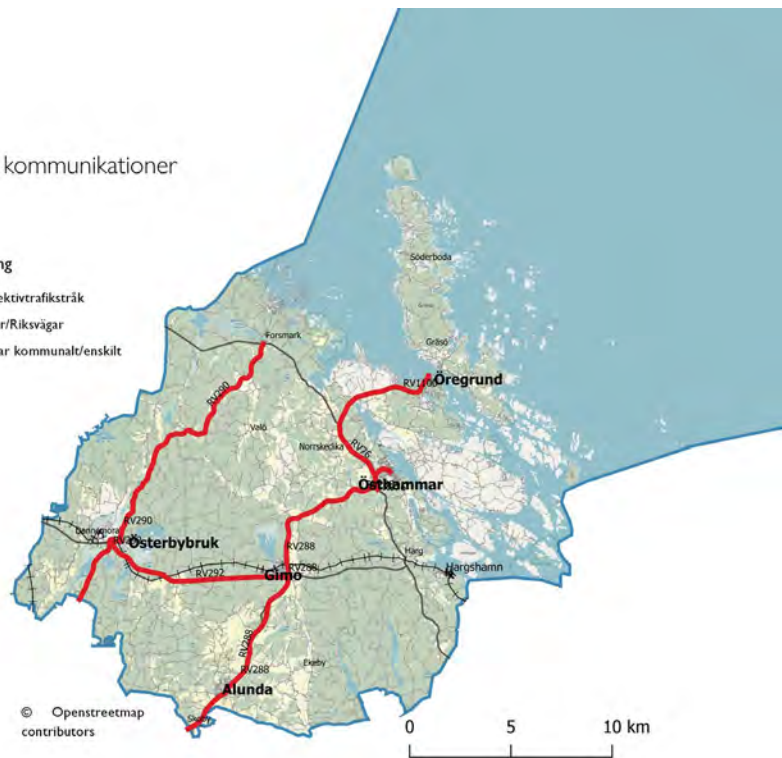 kommunikationer
ng
ektivtrafikstråk
r/Riksvägar
ar kommunalt/enskilt
Söderboda
Gräsö
Forsmark
RV1100
Öregrund
RV290
Valö
Norrskedika
RV76
Östhammar
Dannemora
RV290
Österbybruk
RV288
Harg
RV292
Gimo
RV288
Hargshamn
RV288
Ekeby
RV288
Alunda
© Openstreetmap
contributors
0 5 10 km